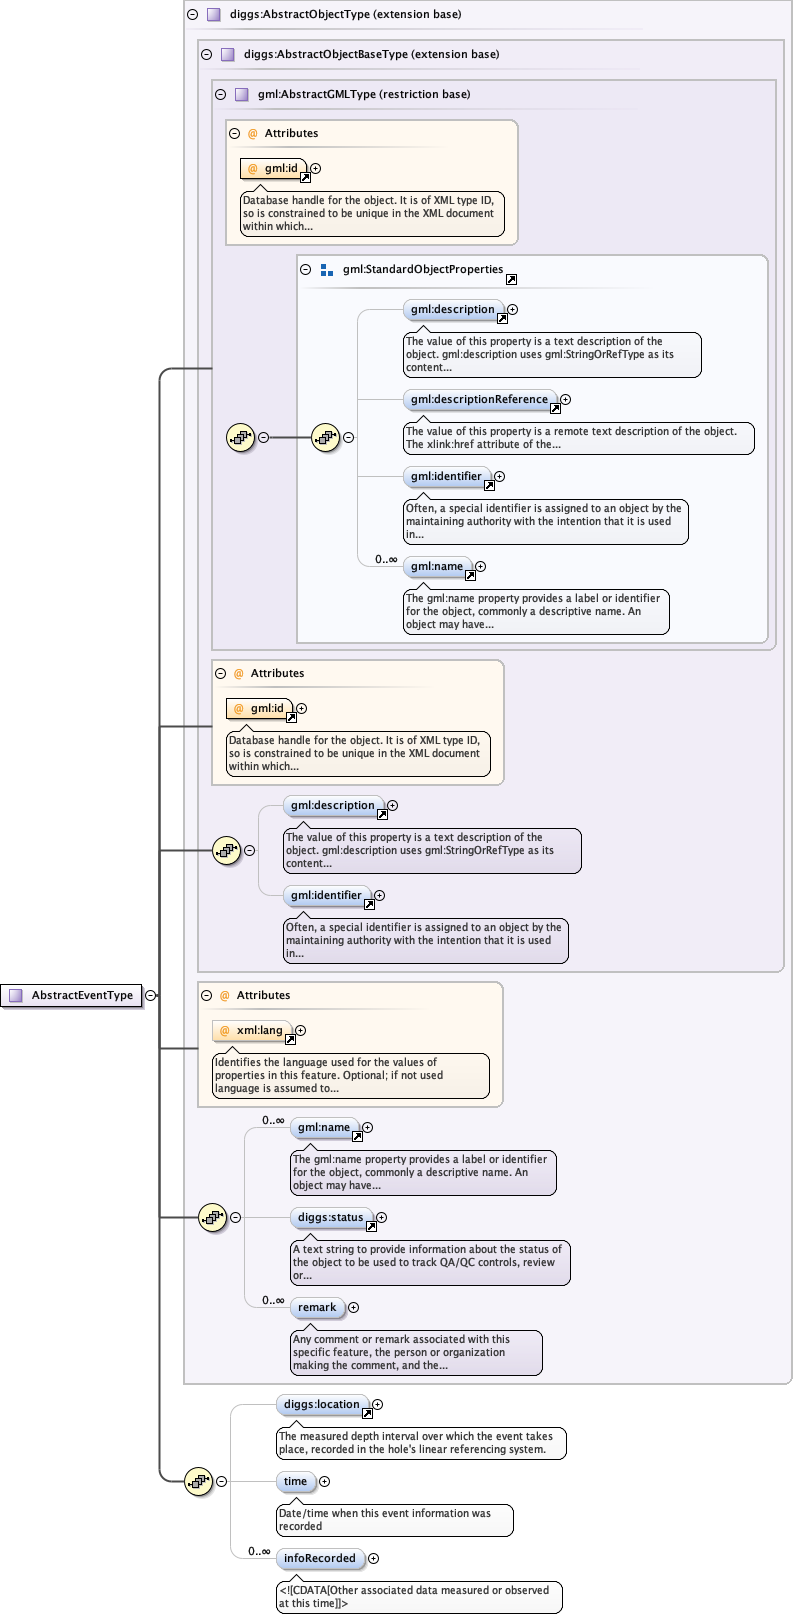 diggs:AbstractObjectType (extension base)
diggs:AbstractObjectBaseType (extension base)
gml:AbstractGMLType (restriction base)
@ Attributes
@ gml:id
Database handle for the object. It is of XML type ID,
so is constrained to be unique in the XML document
within which...
gml:StandardObjectProperties
gml:description
The value of this property is a text description of the
object. gml:description uses gml:StringOrRefType as its
content...
gml:descriptionReference
The value of this property is a remote text description of the object.
The xlink:href attribute of the...
gml:identifier
Often, a special identifier is assigned to an object by the
maintaining authority with the intention that it is used
in...
0..∞
gml:name
The gml:name property provides a label or identifier
for the object, commonly a descriptive name. An
object may have...
@ Attributes
@ gml:id
Database handle for the object. It is of XML type ID,
so is constrained to be unique in the XML document
within which...
gml:description
The value of this property is a text description of the
object. gml:description uses gml:StringOrRefType as its
content...
gml:identifier
Often, a special identifier is assigned to an object by the
maintaining authority with the intention that it is used
in...
AbstractEventType
@ Attributes
@ xml:lang
Identifies the language used for the values of
properties in this feature. Optional; if not used
language is assumed to...
0..∞
gml:name
The gml:name property provides a label or identifier
for the object, commonly a descriptive name. An
object may have...
diggs:status
A text string to provide information about the status of
the object to be used to track QA/QC controls, review
or...
0..∞
remark
Any comment or remark associated with this
specific feature, the person or organization
making the comment, and the...
diggs:location
The measured depth interval over which the event takes
place, recorded in the hole's linear referencing system.
time
Date/time when this event information was
recorded
0..∞
infoRecorded
<![CDATA[Other associated data measured or observed
at this time]]>